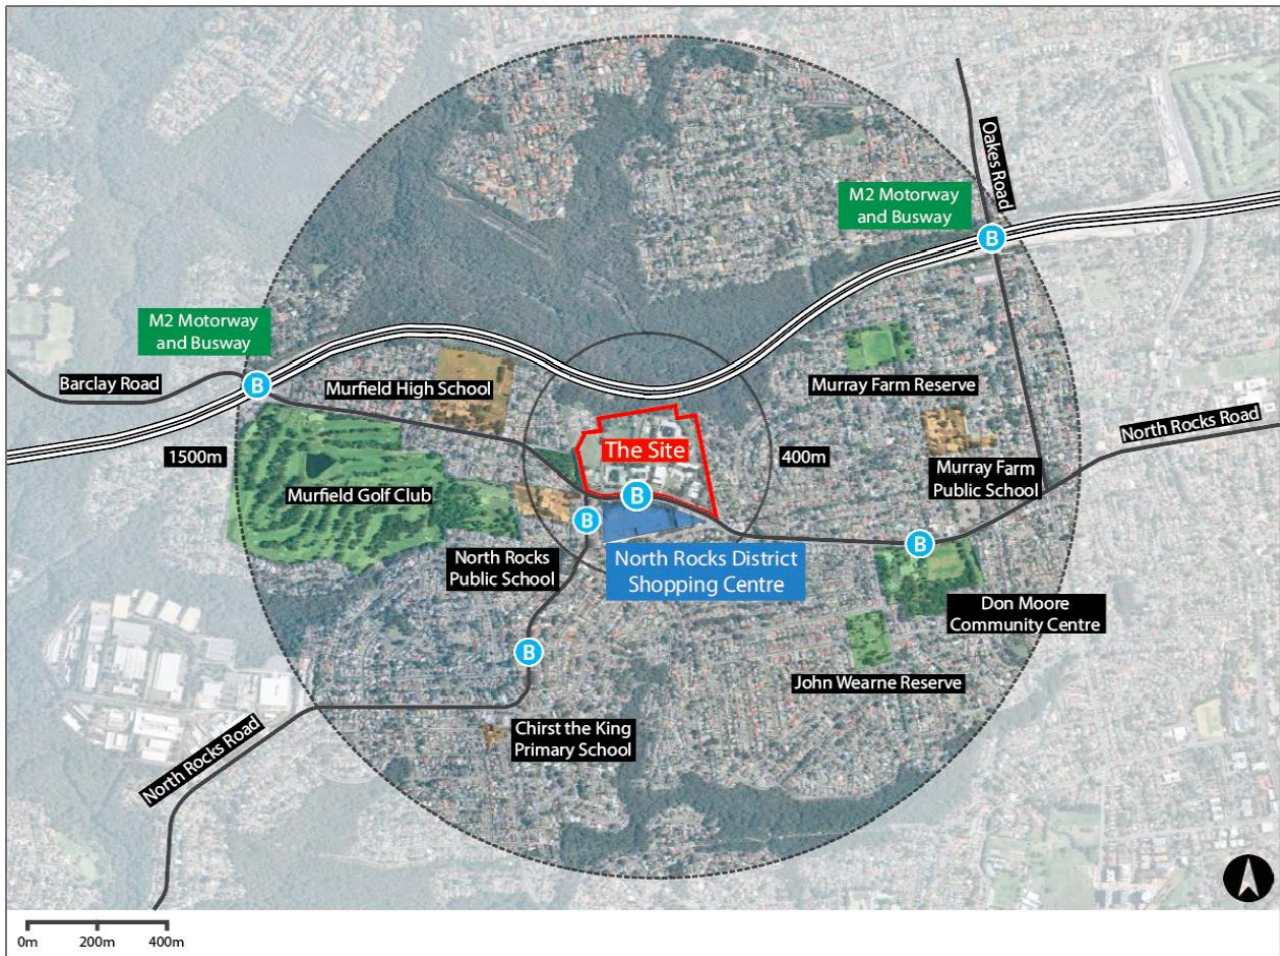 Oakes Road
M2 Motorway
and Busway
B
M2 Motorway
and Busway
Barclay Road
B
Murfield High School
Murray Farm Reserve
North Rocks Road
1500m
The Site
400m
Murray Farm
Public School
Murfield Golf Club
B
B
North Rocks
Public School
North Rocks District
Shopping Centre
B
Don Moore
Community Centre
B
John Wearne Reserve
Chirst the King
Primary School
North Rocks Road
0m
200m
400m